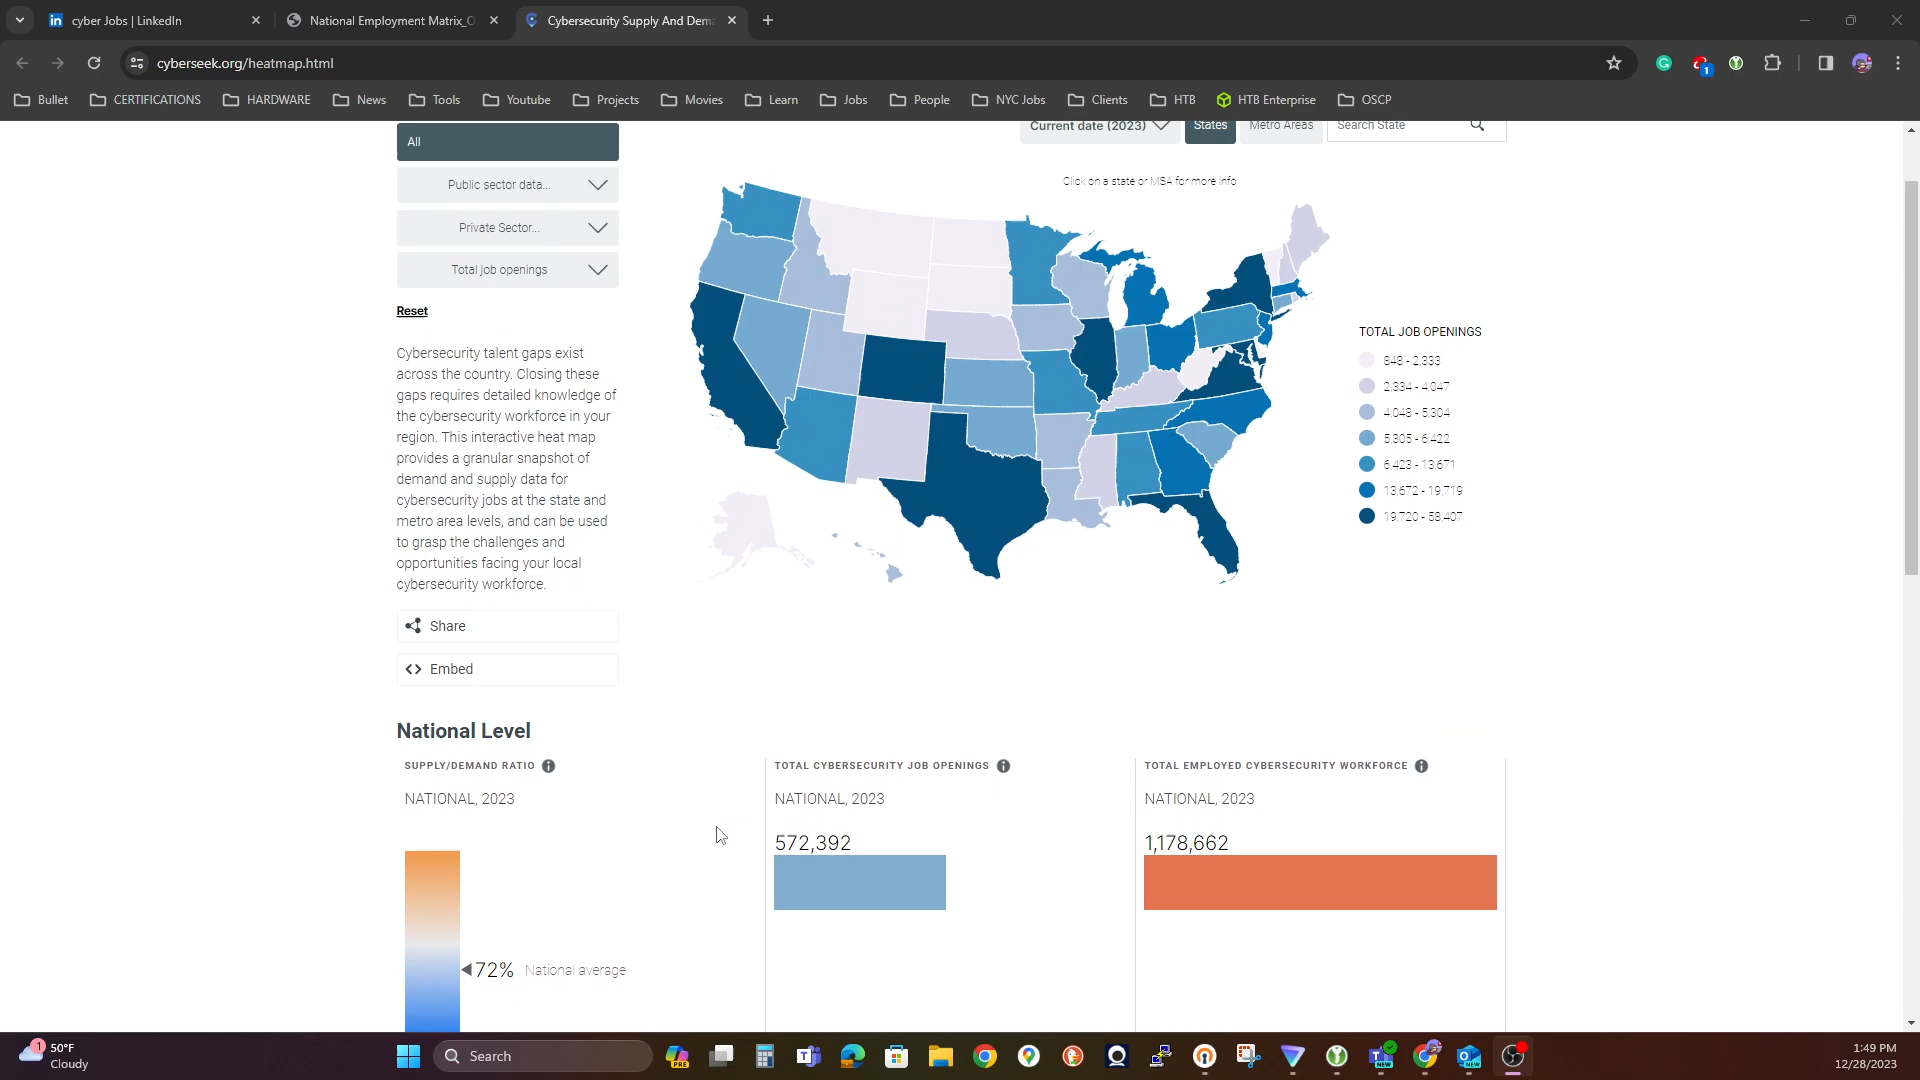 cyber Jobs | LinkedIn
National Employment Matrix_O
Cybersecurity Supply And Dema
cyberseek.org/heatmap.html
1
Bullet
CERTIFICATIONS
HARDWARE
News
Tools
Youtube
Projects
Movies
Learn
Jobs
People
NYC Jobs
Clients
HTB
HTB Enterprise
OSCP
Current date (2023)
States
Metro Areas
Search State
All
Public sector data...
Private Sector...
Total job openings
Reset
Click on a state or MSA for more info
Cybersecurity talent gaps exist
across the country. Closing these
gaps requires detailed knowledge of
the cybersecurity workforce in your
region. This interactive heat map
provides a granular snapshot of
demand and supply data for
cybersecurity jobs at the state and
metro area levels, and can be used
to grasp the challenges and
opportunities facing your local
cybersecurity workforce.
TOTAL JOB OPENINGS
848 - 2,333
2,334 - 4,047
4,048 - 5,304
5,305 - 6,422
6,423 - 13,671
13,672 - 19,719
19,720 - 58,407
Share
Embed
National Level
SUPPLY/DEMAND RATIO
NATIONAL, 2023
72% National average
TOTAL CYBERSECURITY JOB OPENINGS
NATIONAL, 2023
572,392
TOTAL EMPLOYED CYBERSECURITY WORKFORCE
NATIONAL, 2023
1,178,662
1
50°F
Cloudy
Search
PRE
NEW
NEW
1:49 PM
12/28/2023